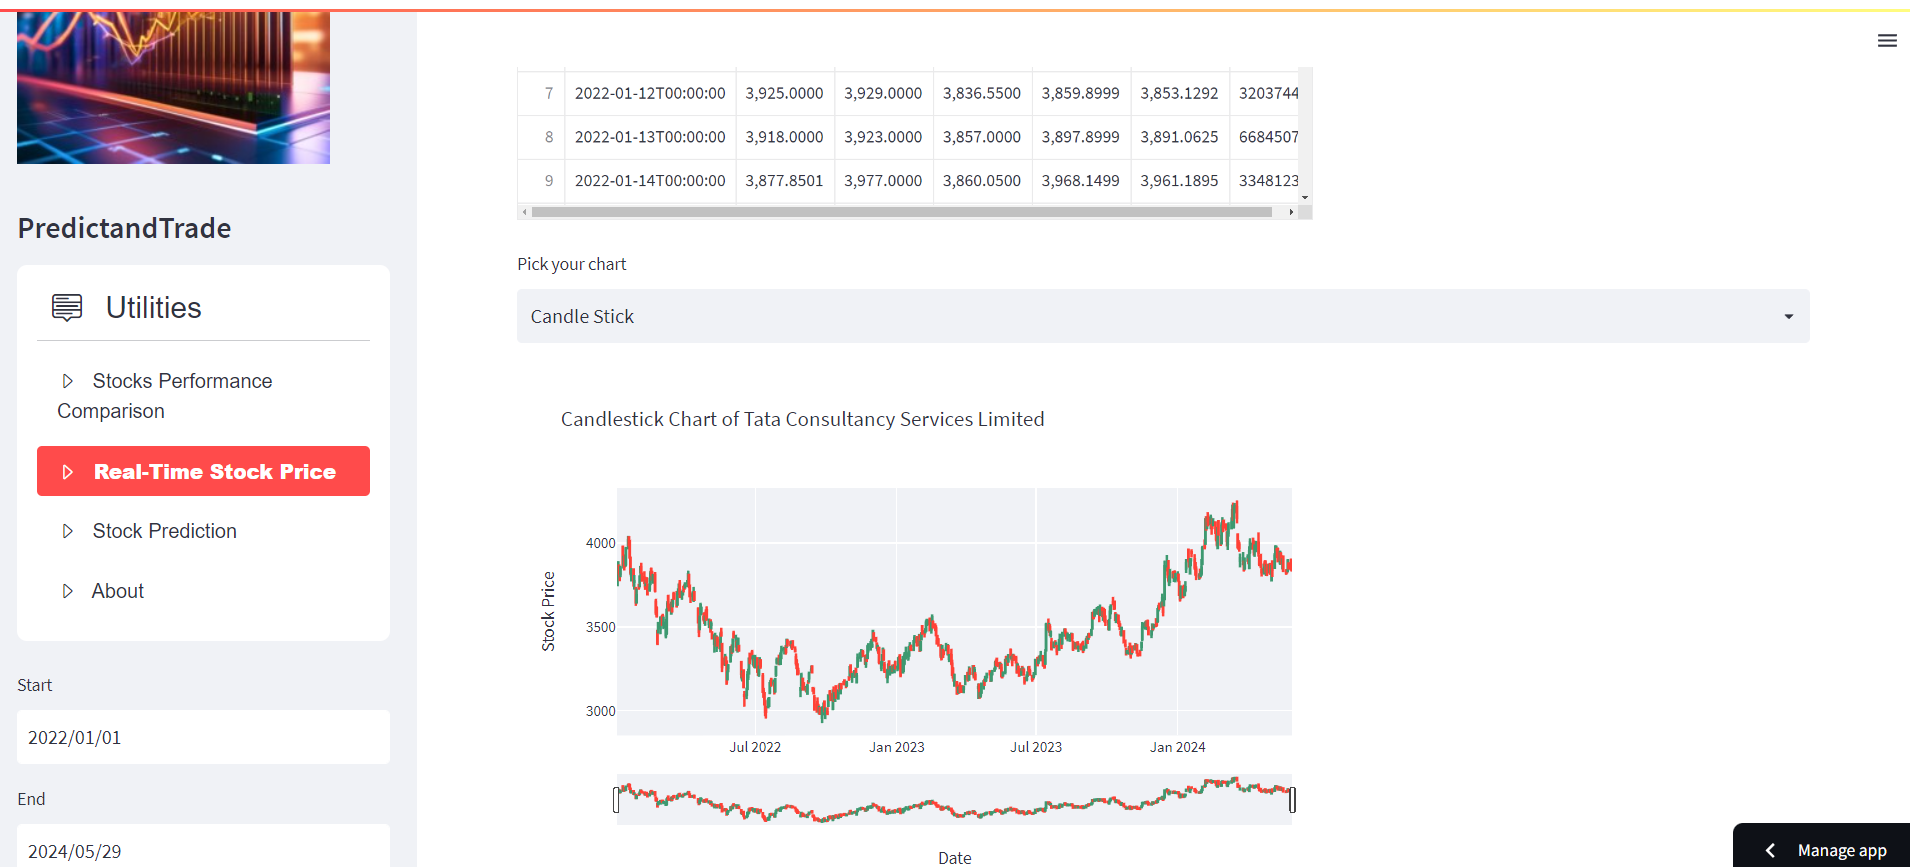 PredictandTrade
Utilities
Stocks Performance
Comparison
Real-Time Stock Price
Stock Prediction
About
Start
2022/01/01
End
2024/05/29
7 2022-01-12T00:00:00 3,925.0000 3,929.0000 3,836.5500 3,859.8999 3,853.1292 3203744
8 2022-01-13T00:00:00 3,918.0000 3,923.0000 3,857.0000 3,897.8999 3,891.0625 6684507
9 2022-01-14T00:00:00 3,877.8501 3,977.0000 3,860.0500 3,968.1499 3,961.1895 3348123
Pick your chart
Candle Stick
Candlestick Chart of Tata Consultancy Services Limited
Stock Price
4000
3500
3000
Jul 2022 Jan 2023 Jul 2023 Jan 2024
Date
Manage app